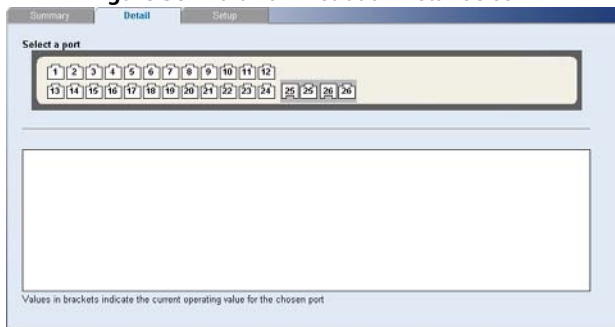 Summary Detail Setup
Select a port
1 2 3 4 5 6 7 8 9 10 11 12
13 14 15 16 17 18 19 20 21 22 23 24 25 25 26 26
Values in brackets indicate the current operating value for the chosen port